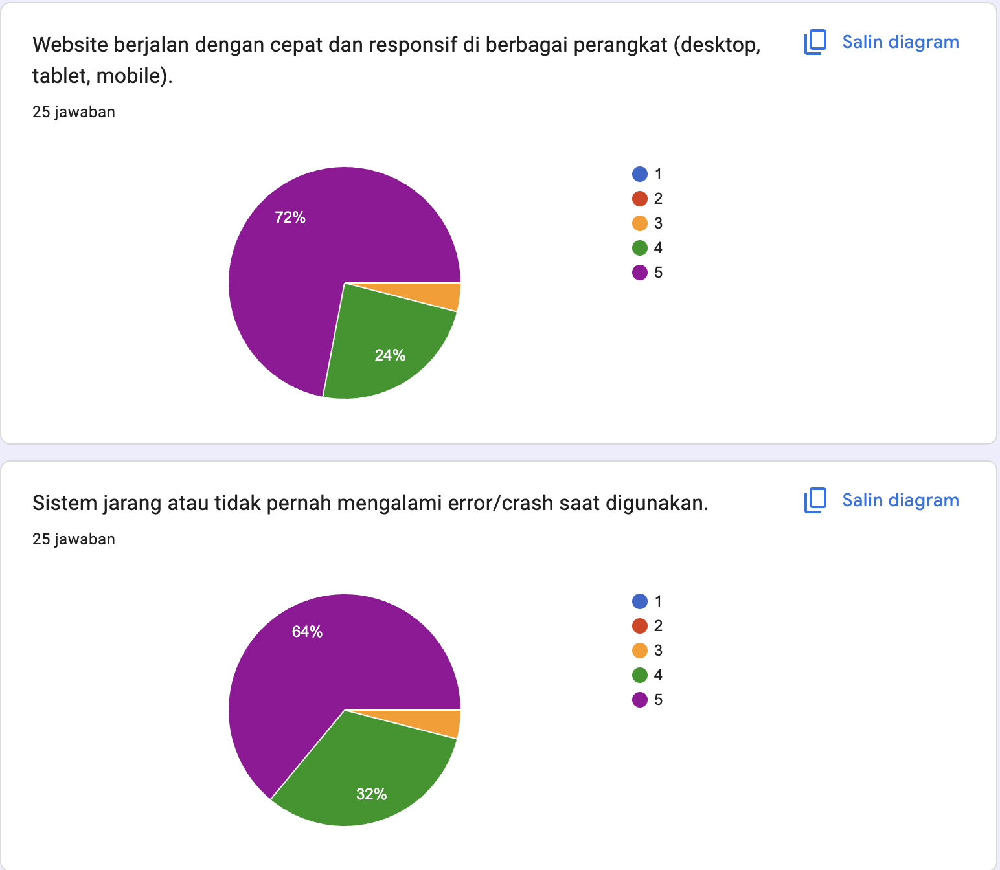 Website berjalan dengan cepat dan responsif di berbagai perangkat (desktop,
tablet, mobile).
Salin diagram
25 jawaban
72%
24%
1
2
3
4
5
Sistem jarang atau tidak pernah mengalami error/crash saat digunakan.
Salin diagram
25 jawaban
64%
32%
1
2
3
4
5